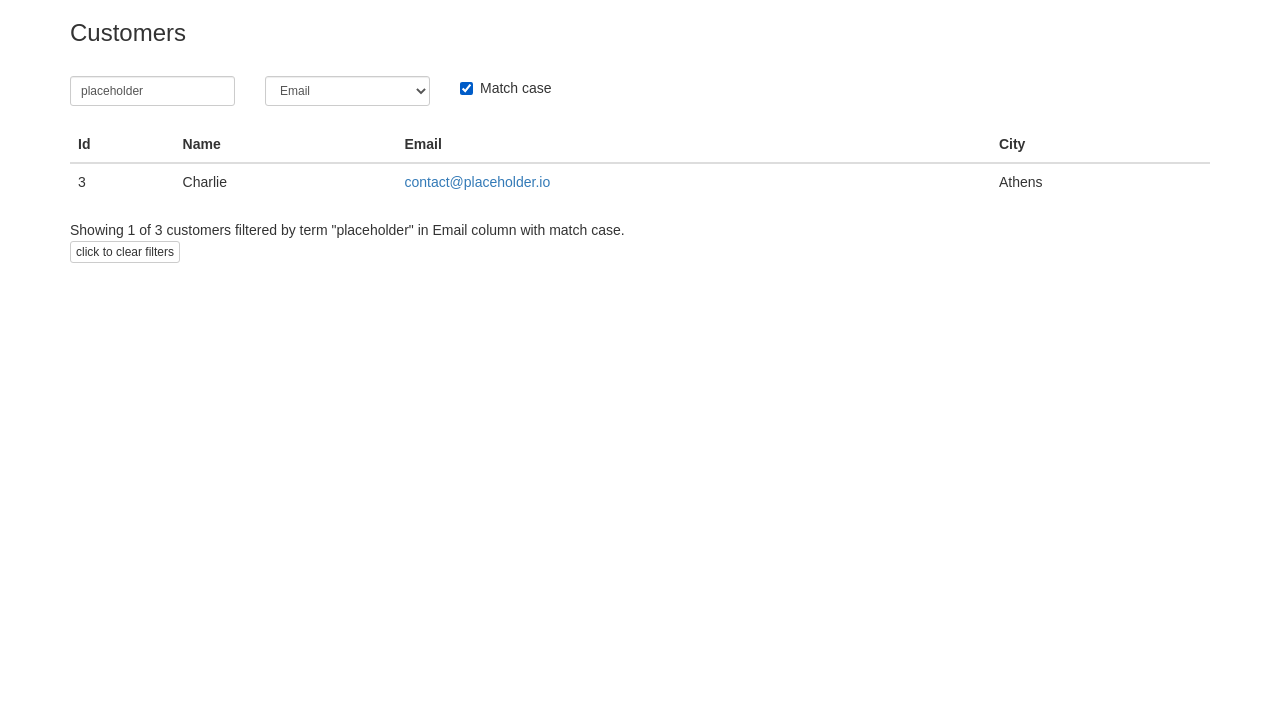 Customers
placeholder Email Match case
Id Name Email City
3 Charlie contact@placeholder.io Athens
Showing 1 of 3 customers filtered by term "placeholder" in Email column with match case.
click to clear filters